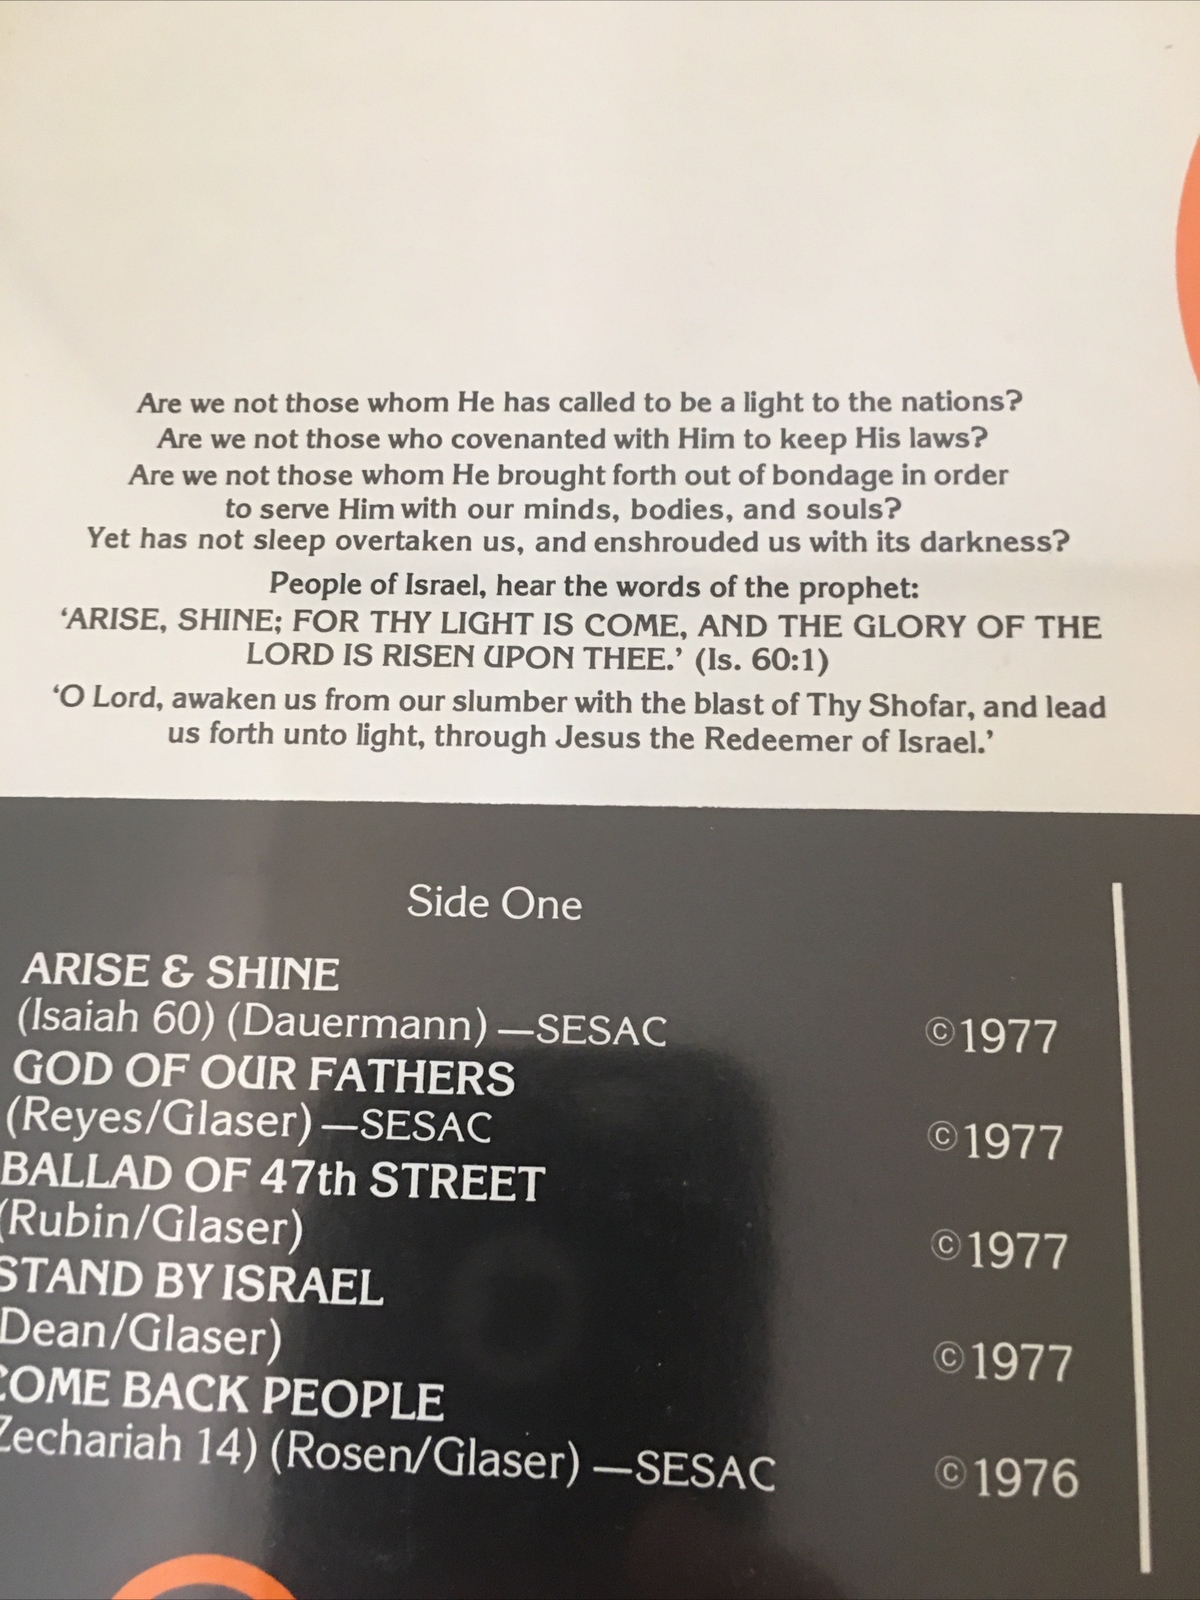 Are we not those whom He has called to be a light to the nations?
Are we not those who covenanted with Him to keep His laws?
Are we not those whom He brought forth out of bondage in order
to serve Him with our minds, bodies, and souls?
Yet has not sleep overtaken us, and enshrouded us with its darkness?
People of Israel, hear the words of the prophet:
‘ARISE, SHINE; FOR THY LIGHT IS COME, AND THE GLORY OF THE
LORD IS RISEN UPON THEE.’ (Is. 60:1)
‘O Lord, awaken us from our slumber with the blast of Thy Shofar, and lead
us forth unto light, through Jesus the Redeemer of Israel.’
Side One
ARISE & SHINE
(Isaiah 60) (Dauermann) —SESAC ©1977
GOD OF OUR FATHERS
(Reyes/Glaser) —SESAC ©1977
BALLAD OF 47th STREET
(Rubin/Glaser) ©1977
STAND BY ISRAEL
Dean/Glaser) ©1977
COME BACK PEOPLE
Zechariah 14) (Rosen/Glaser) —SESAC ©1976